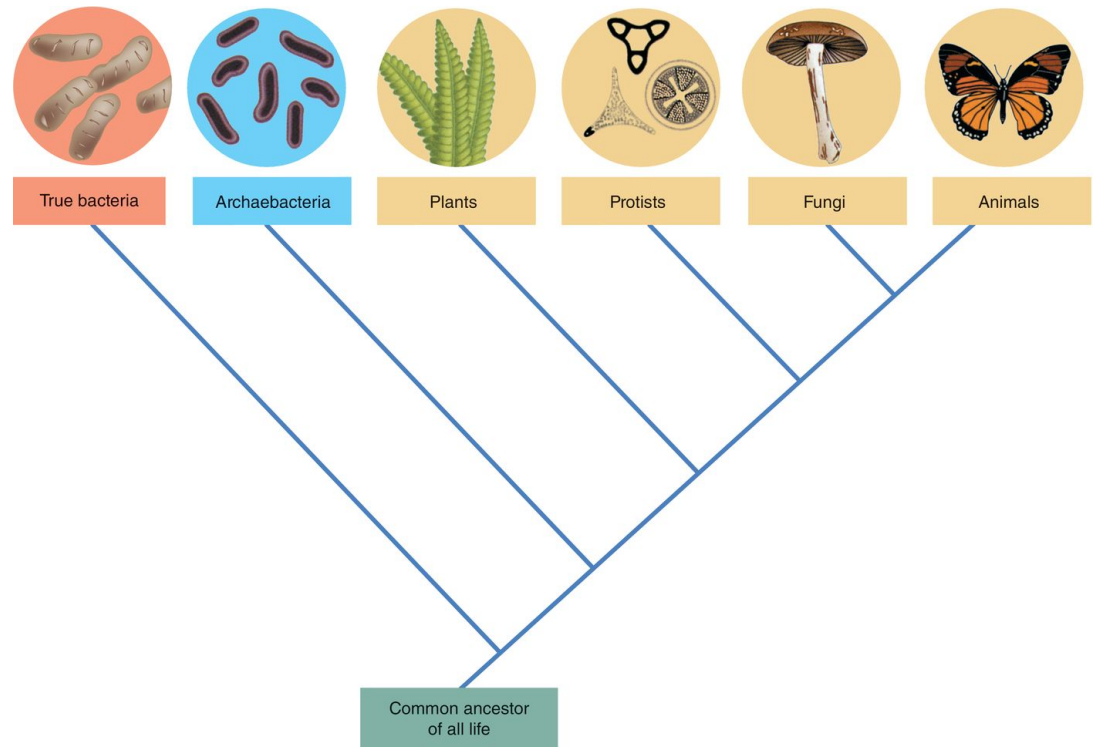 True bacteria
Archaebacteria
Plants
Protists
Fungi
Animals
Common ancestor
of all life